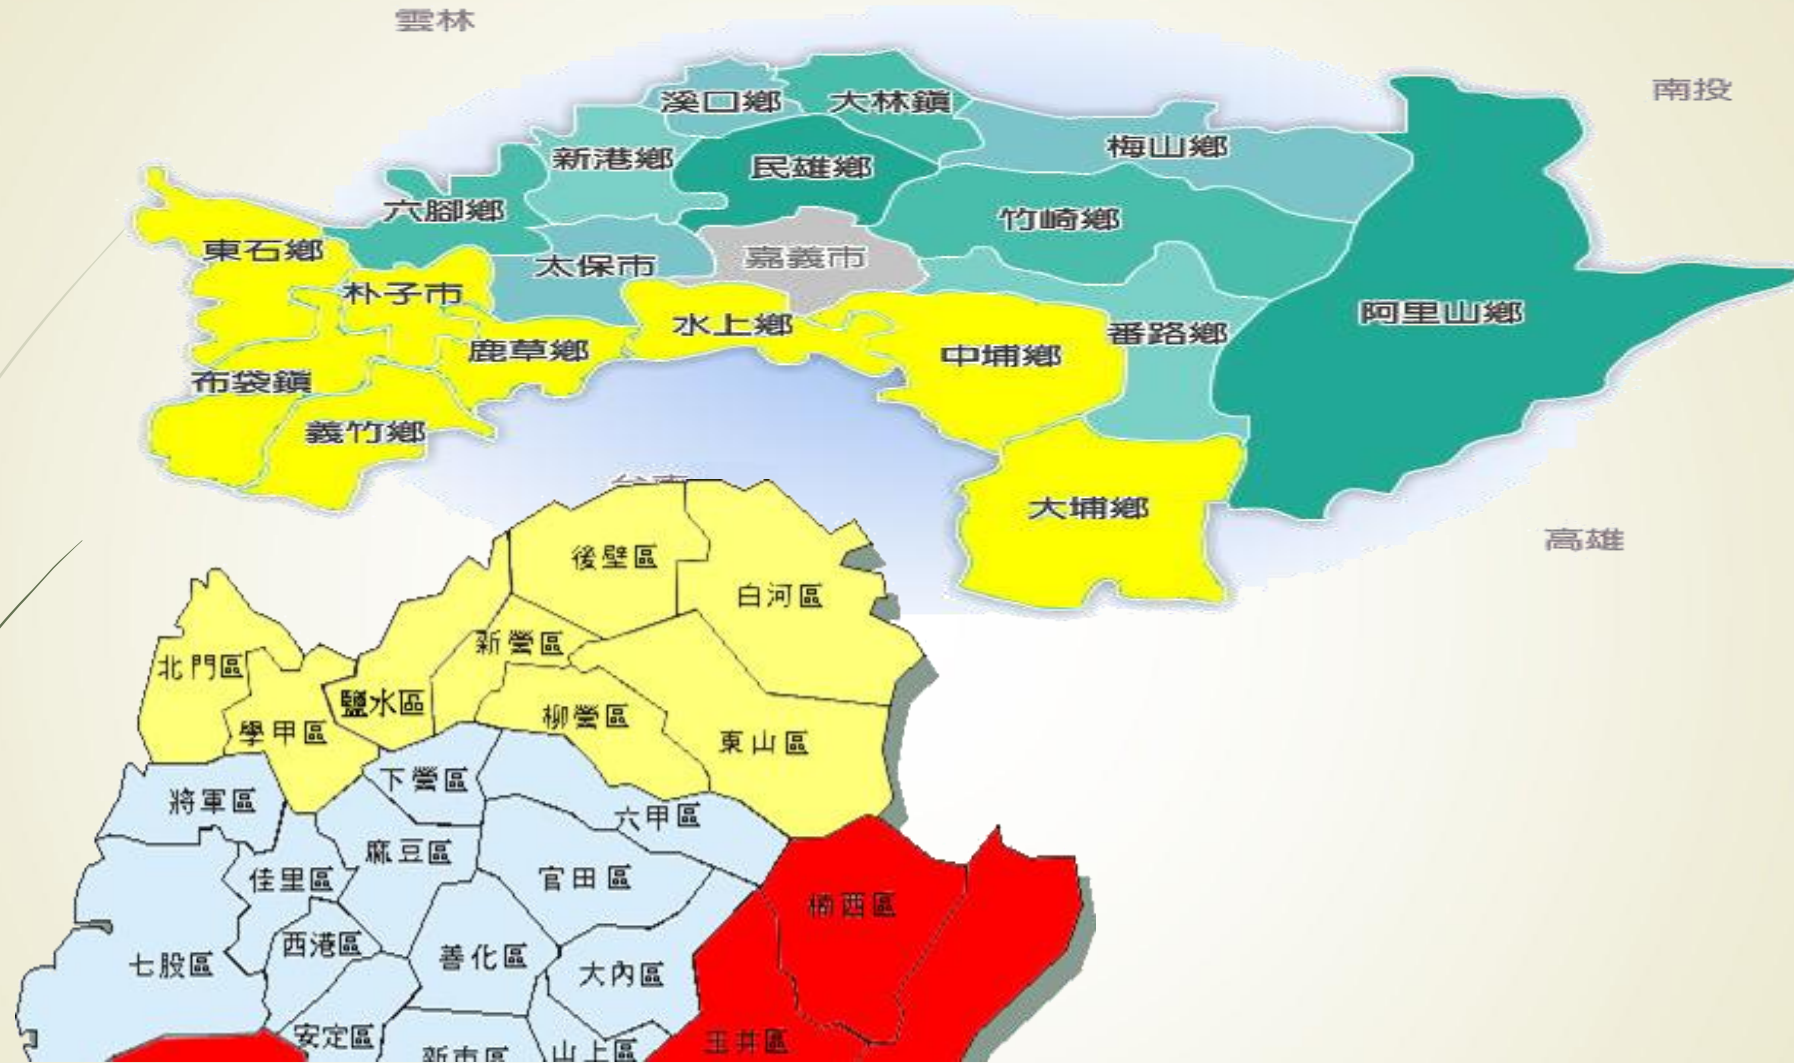 雲林
南投
溪口鄉
大林鎮
梅山鄉
新港鄉
民雄鄉
六腳鄉
竹崎鄉
東石鄉
太保市
嘉義市
朴子市
水上鄉
阿里山鄉
番路鄉
鹿草鄉
中埔鄉
布袋鎮
義竹鄉
大埔鄉
高雄
後壁區
白河區
新營區
北門區
鹽水區
柳營區
學甲區
東山區
下營區
將軍區
六甲區
麻豆區
佳里區
官田區
楠西區
西港區
善化區
七股區
大內區
安定區
玉井區
新市區
山上區